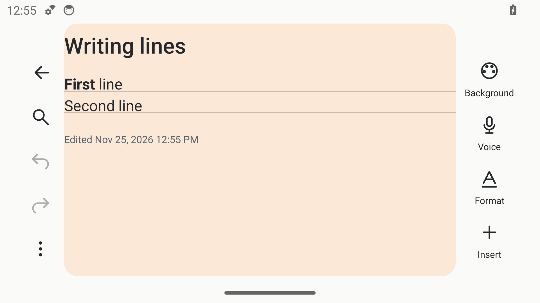 12:55
Writing lines
First line
Second line
Edited Nov 25, 2026 12:55 PM
Background
Voice
Format
Insert